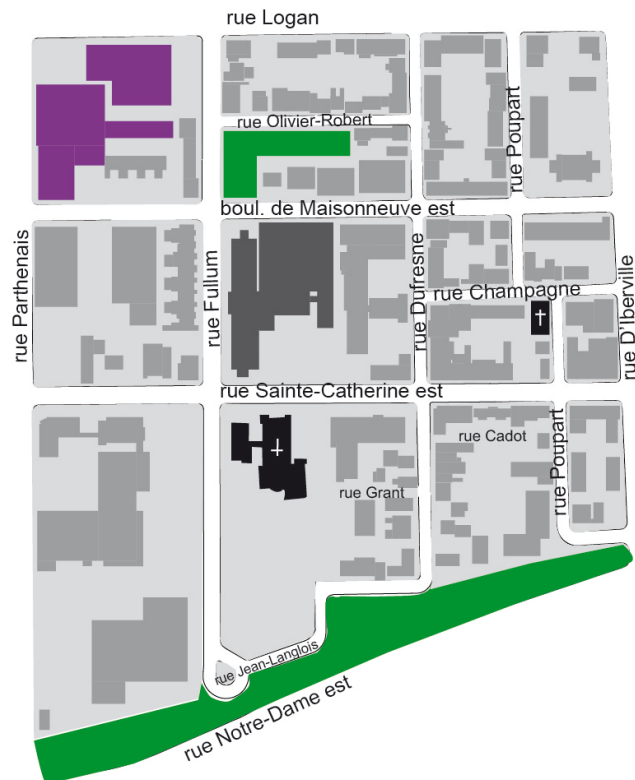 rue Logan
rue Olivier-Robert
rue Poupart
boul. de Maisonneuve est
rue Parthenais
rue Fullum
rue Dufresne
rue Champagne
rue D'Iberville
rue Sainte-Catherine est
rue Cadot
rue Poupart
rue Grant
rue Jean-Langlois
rue Notre-Dame est